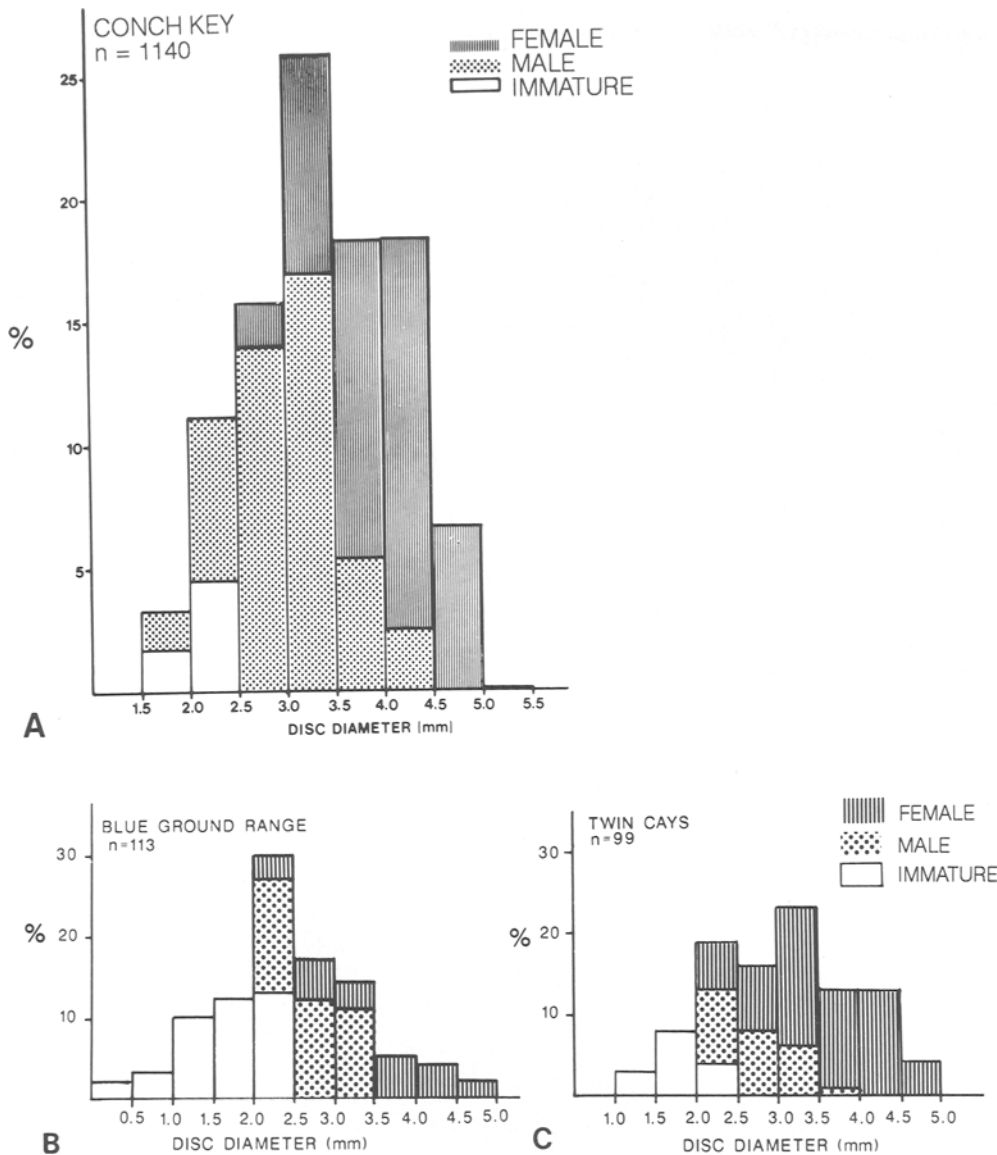 CONCH KEY
n = 1140
FEMALE
MALE
IMMATURE
25
20
%
15
10
5
1.5 2.0 2.5 3.0 3.5 4.0 4.5 5.0 5.5
DISC DIAMETER (mm)
A
BLUE GROUND RANGE
n=113
30
%
20
10
0.5 1.0 1.5 2.0 2.5 3.0 3.5 4.0 4.5 5.0
DISC DIAMETER (mm)
B
TWIN CAYS
n=99
FEMALE
MALE
IMMATURE
30
%
20
10
1.0 1.5 2.0 2.5 3.0 3.5 4.0 4.5 5.0
DISC DIAMETER (mm)
C